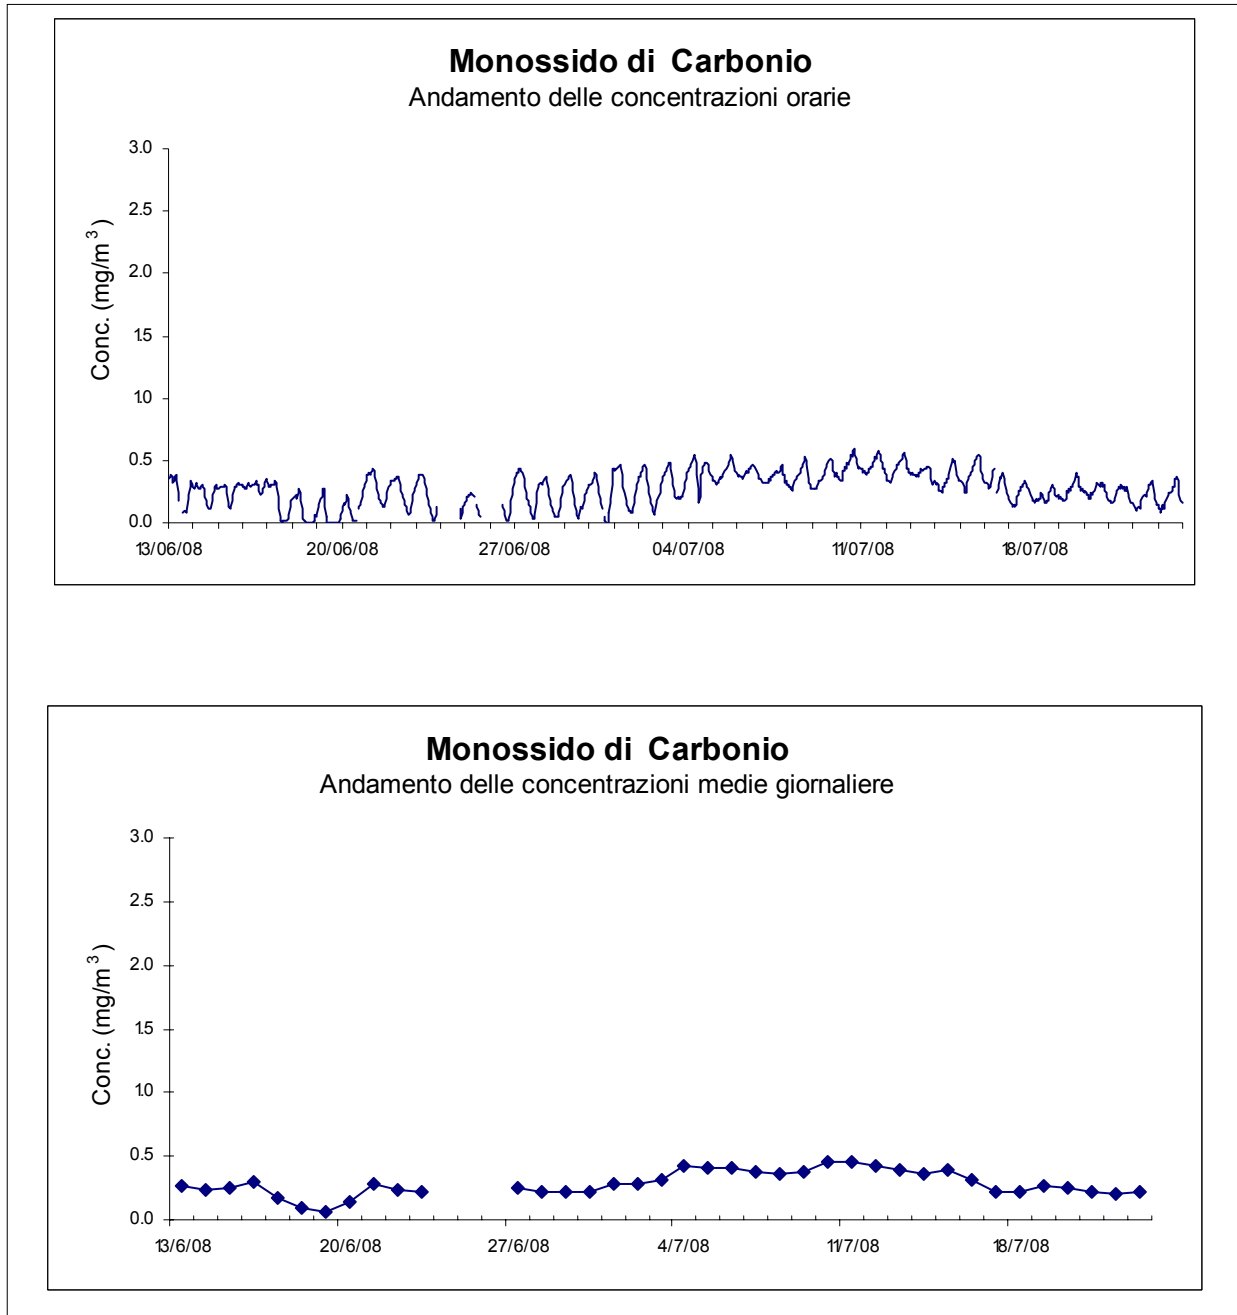 Monossido di Carbonio
Andamento delle concentrazioni orarie
3.0
2.5
2.0
1.5
1.0
0.5
0.0
Conc. (mg/m³)
13/06/08 20/06/08 27/06/08 04/07/08 11/07/08 18/07/08
Monossido di Carbonio
Andamento delle concentrazioni medie giornaliere
3.0
2.5
2.0
1.5
1.0
0.5
0.0
Conc. (mg/m³)
13/6/08 20/6/08 27/6/08 4/7/08 11/7/08 18/7/08